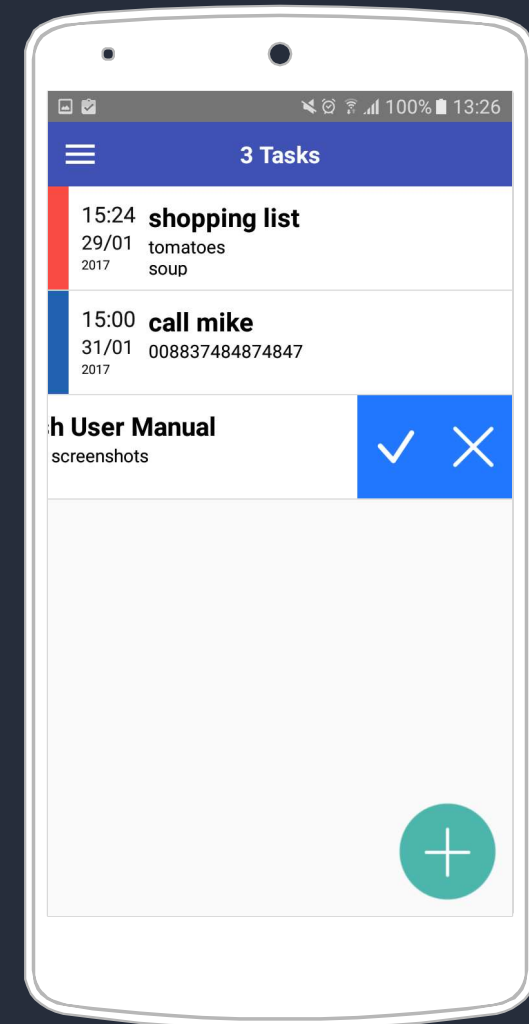 100% 13:26
3 Tasks
15:24 shopping list
29/01 tomatoes
2017 soup
15:00 call mike
31/01 008837484874847
2017
h User Manual
screenshots